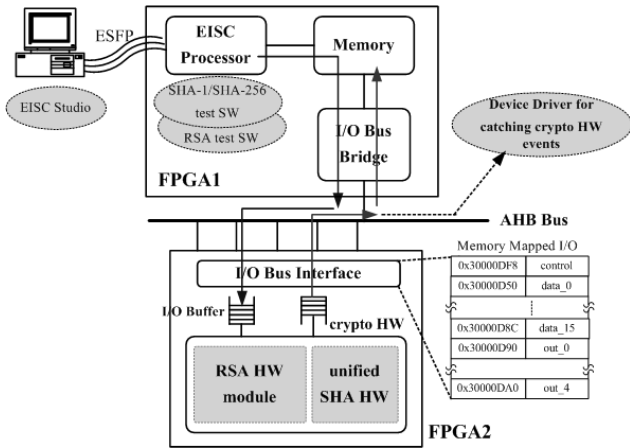 ESFP
EISC
Processor
Memory
EISC Studio
SHA-1/SHA-256
test SW
RSA test SW
I/O Bus
Bridge
Device Driver for
catching crypto HW
events
FPGA1
AHB Bus
Memory Mapped I/O
I/O Bus Interface
0x30000DF8 control
0x30000D50 data_0
0x30000D8C data_15
0x30000D90 out_0
0x30000DA0 out_4
I/O Buffer
crypto HW
RSA HW
module
unified
SHA HW
FPGA2